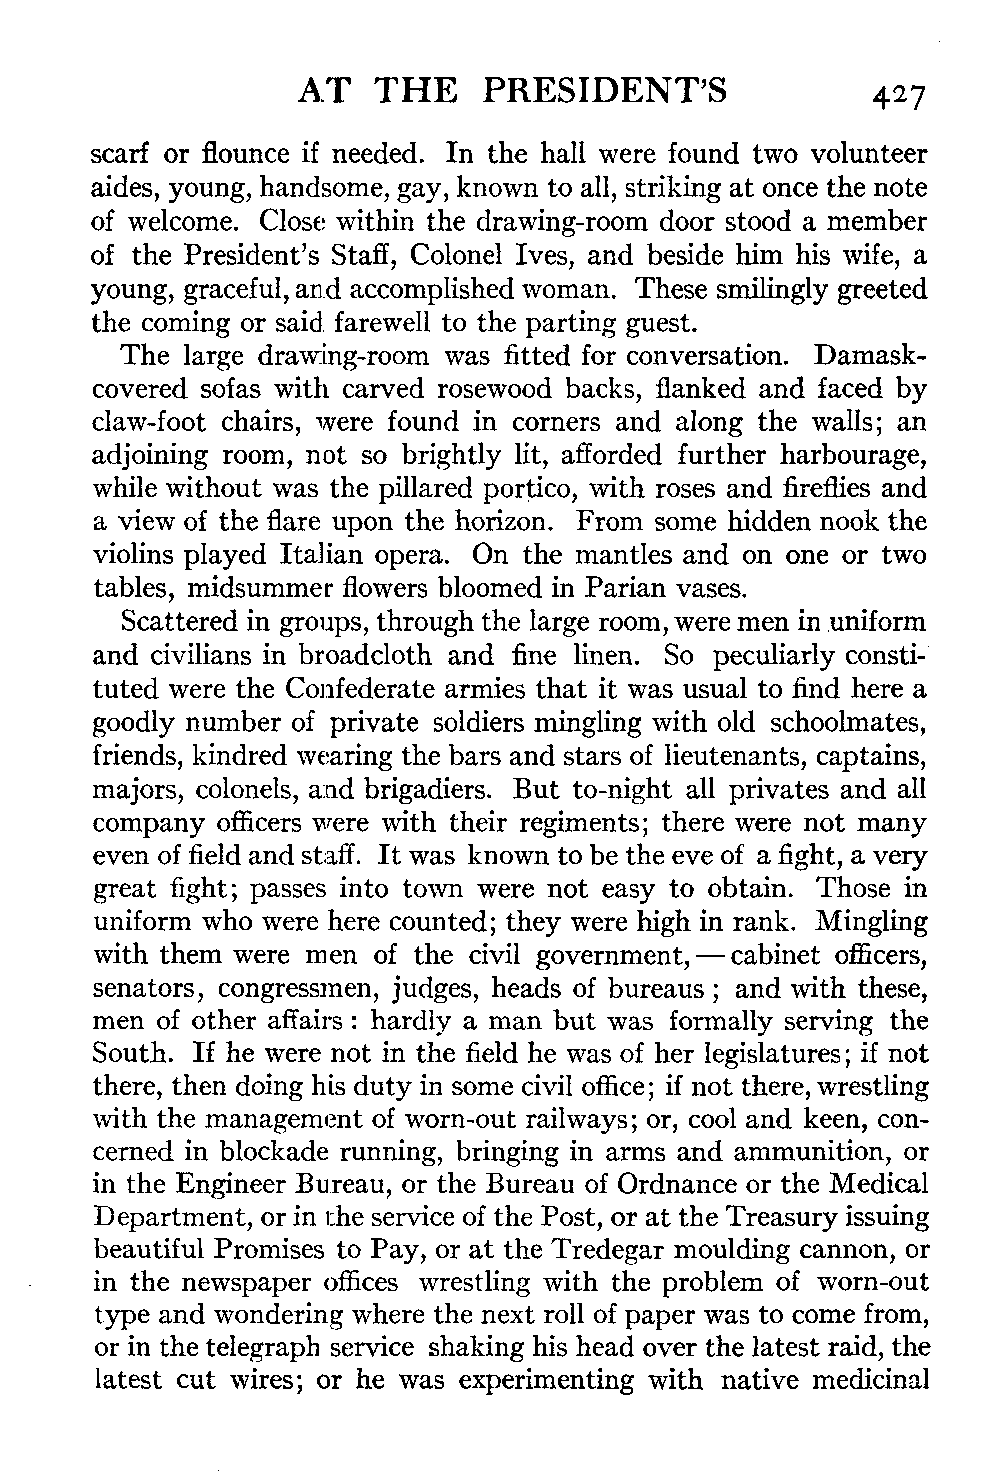 AT THE PRESIDENT'S 427
scarf or flounce if needed. In the hall were found two volunteer
aides, young, handsome, gay, known to all, striking at once the note
of welcome. Close within the drawing-room door stood a member
of the President's Staff, Colonel Ives, and beside him his wife, a
young, graceful, and accomplished woman. These smilingly greeted
the coming or said farewell to the parting guest.
The large drawing-room was fitted for conversation. Damask-
covered sofas with carved rosewood backs, flanked and faced by
claw-foot chairs, were found in corners and along the walls; an
adjoining room, not so brightly lit, afforded further harbourage,
while without was the pillared portico, with roses and fireflies and
a view of the flare upon the horizon. From some hidden nook the
violins played Italian opera. On the mantles and on one or two
tables, midsummer flowers bloomed in Parian vases.
Scattered in groups, through the large room, were men in uniform
and civilians in broadcloth and fine linen. So peculiarly consti-
tuted were the Confederate armies that it was usual to find here a
goodly number of private soldiers mingling with old schoolmates,
friends, kindred wearing the bars and stars of lieutenants, captains,
majors, colonels, and brigadiers. But to-night all privates and all
company officers were with their regiments; there were not many
even of field and staff. It was known to be the eve of a fight, a very
great fight; passes into town were not easy to obtain. Those in
uniform who were here counted; they were high in rank. Mingling
with them were men of the civil government, — cabinet officers,
senators, congressmen, judges, heads of bureaus; and with these,
men of other affairs: hardly a man but was formally serving the
South. If he were not in the field he was of her legislatures; if not
there, then doing his duty in some civil office; if not there, wrestling
with the management of worn-out railways; or, cool and keen, con-
cerned in blockade running, bringing in arms and ammunition, or
in the Engineer Bureau, or the Bureau of Ordnance or the Medical
Department, or in the service of the Post, or at the Treasury issuing
beautiful Promises to Pay, or at the Tredegar moulding cannon, or
in the newspaper offices wrestling with the problem of worn-out
type and wondering where the next roll of paper was to come from,
or in the telegraph service shaking his head over the latest raid, the
latest cut wires; or he was experimenting with native medicinal